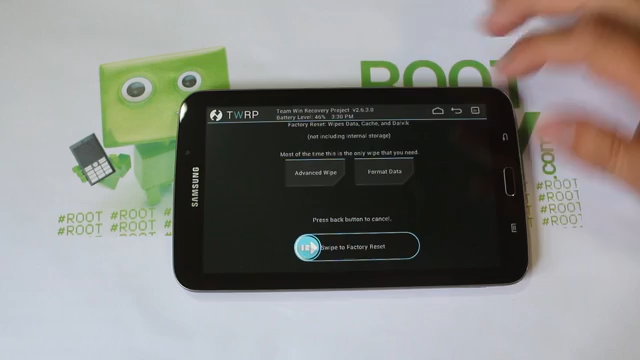 ROOT
TWRP
Team Win Recovery Project v2.6.3.0
Battery Level: 46% 3:30 PM
Factory Reset: Wipes Data, Cache, and Dalvik
(not including internal storage)
Most of the time this is the only wipe that you need.
Advanced Wipe
Format Data
Press back button to cancel.
Swipe to Factory Reset
SAMSUNG
.com
#ROOT #ROOT
#ROOT #ROOT
#ROOT #ROOT